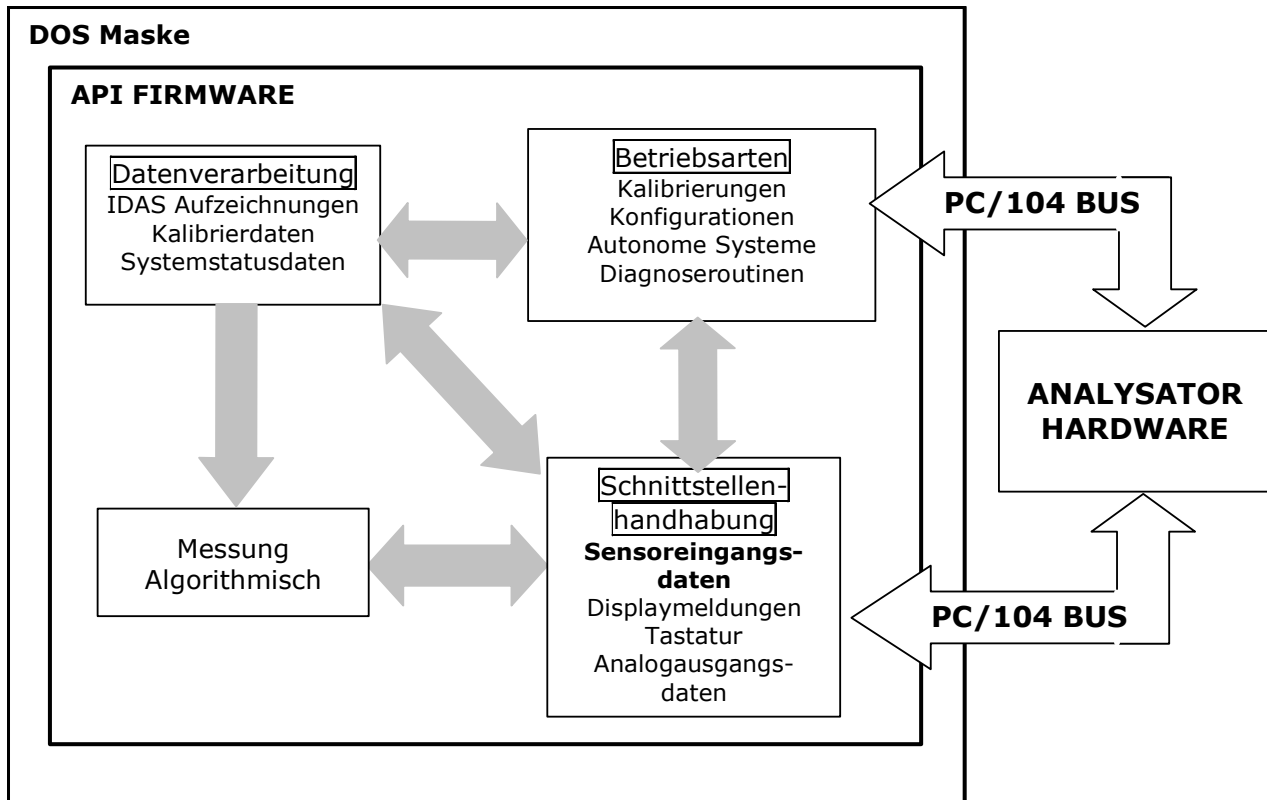 DOS Maske
API FIRMWARE
Datenverarbeitung
IDAS Aufzeichnungen
Kalibrierdaten
Systemstatusdaten
Betriebsarten
Kalibrierungen
Konfigurationen
Autonome Systeme
Diagnoseroutinen
PC/104 BUS
ANALYSATOR
HARDWARE
Messung
Algorithmisch
Schnittstellen-
handhabung
Sensoreingangs-
daten
Displaymeldungen
Tastatur
Analogausgangs-
daten
PC/104 BUS